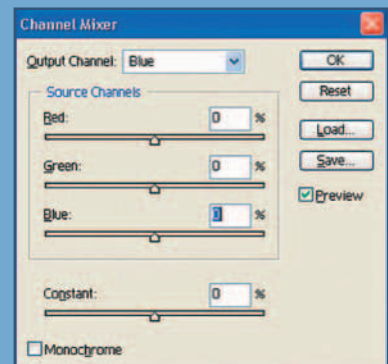 Channel Mixer
Output Channel: Blue
OK
Source Channels
Reset
Red: 0 %
Load...
Green: 0 %
Save...
Preview
Blue: 0 %
Constant: 0 %
Monochrome